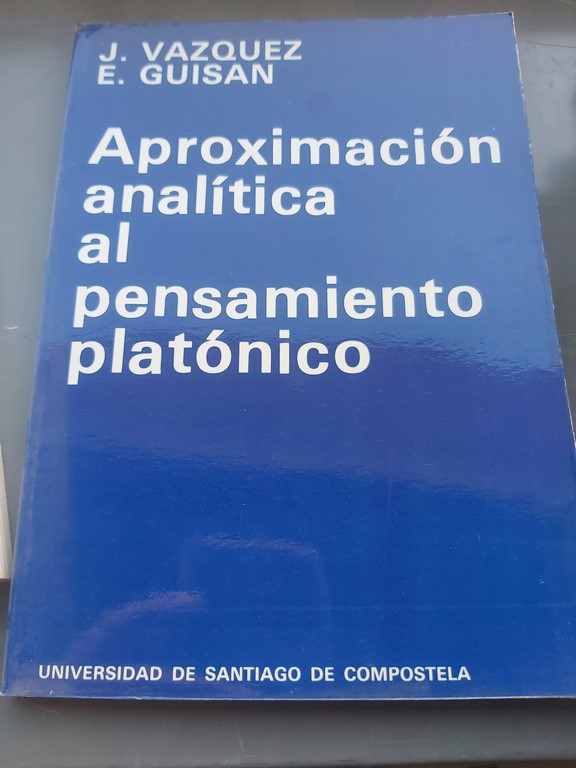 J. VAZQUEZ
E. GUISAN
Aproximación
analítica
al
pensamiento
platónico
UNIVERSIDAD DE SANTIAGO DE COMPOSTELA